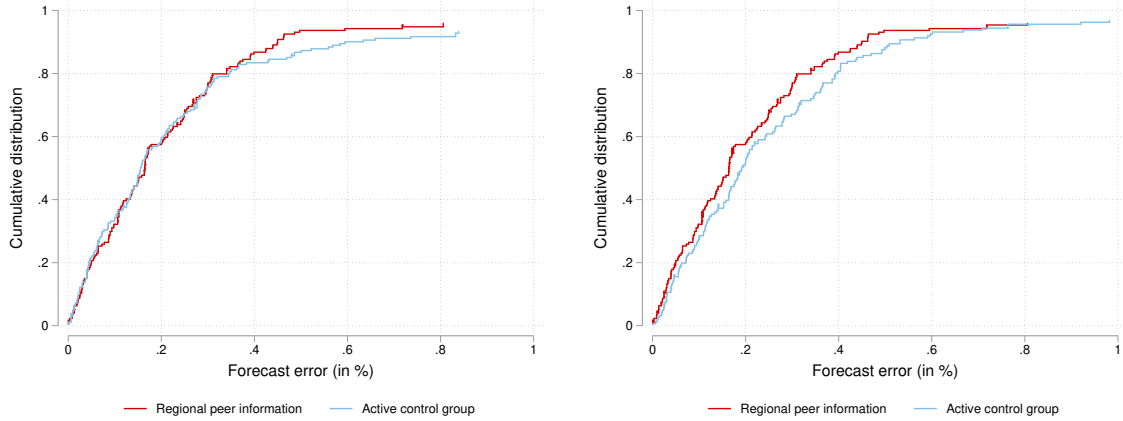 Cumulative distribution
1
.8
.6
.4
.2
0
0 .2 .4 .6 .8 1
Forecast error (in %)
Regional peer information Active control group
Cumulative distribution
1
.8
.6
.4
.2
0
0 .2 .4 .6 .8 1
Forecast error (in %)
Regional peer information Active control group